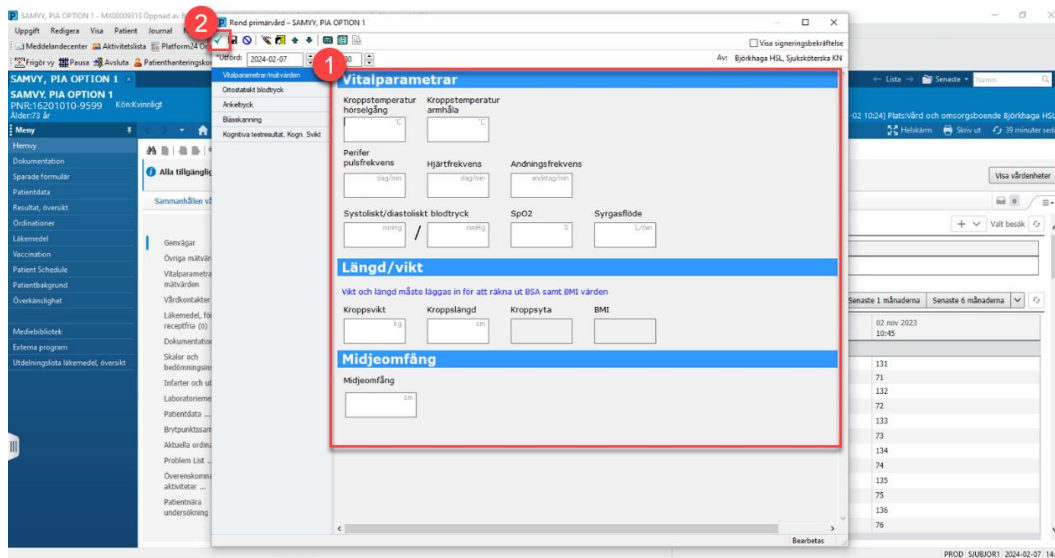 SAMVY, PIA OPTION 1 - MX00009313 Öppnad av B
Uppgift Redigera Visa Patient Journal
Meddelandecenter Aktivitetslista Platform24
Frigör vy Pausa Avsluta Patienthanteringskon
SAMVY, PIA OPTION 1 ×
SAMVY, PIA OPTION 1
PNR:16201010-9599 Kön:Kvinnligt
Ålder:73 år
Meny
Hemvy
Dokumentation
Sparade formulär
Patientdata
Resultat, översikt
Ordinationer
Läkemedel
Vaccination
Patient Schedule
Patientbakgrund
Överkänslighet
Mediebibliotek
Externa program
Utdelningslista läkemedel, översikt
Alla tillgänglig
Sammanhållen vå
Genvägar
Övriga mätvär
Vitalparametra
mätvärden
Vårdkontakter
Läkemedel, fö
receptfria (0)
Dokumentation
Skalor och
bedömningsins
Infarter och ut
Laboratorieme
Patientdata ...
Brytpunktssam
Aktuella ordina
Problem List ..
Överenskomna
aktiviteter ...
Patientnära
undersökning
2
Rond primärvård – SAMVY, PIA OPTION 1
Visa signeringsbekräftelse
*Utförd: 2024-02-07
Av: Björkhaga HSL, Sjuksköterska KN
1
Vitalparametrar/mätvärden
Ortostatiskt blodtryck
Ankeltryck
Blåsskanning
Kognitiva testresultat, Kogn. Svikt
Vitalparametrar
Kroppstemperatur hörselgång
Kroppstemperatur armhåla
°C °C
Perifer pulsfrekvens
Hjärtfrekvens
Andningsfrekvens
slag/min slag/min andetag/min
Systoliskt/diastoliskt blodtryck SpO2 Syrgasflöde
mmHg / mmHg % L/min
Längd/vikt
Vikt och längd måste läggas in för att räkna ut BSA samt BMI värden
Kroppsvikt Kroppslängd Kroppsyta BMI
kg cm
Midjeomfång
Midjeomfång
cm
Bearbetas
Lista Senaste Namn
-02 10:24] Plats:Vård och omsorgsboende Björkhaga HSL
Helskärm Skriv ut 39 minuter sed
Visa vårdenheter
0
Valt besök
Senaste 1 månaderna Senaste 6 månaderna
02 nov 2023
10:45
131
71
132
72
133
73
134
74
135
75
136
76
PROD SJUBJOR1 2024-02-07 14: